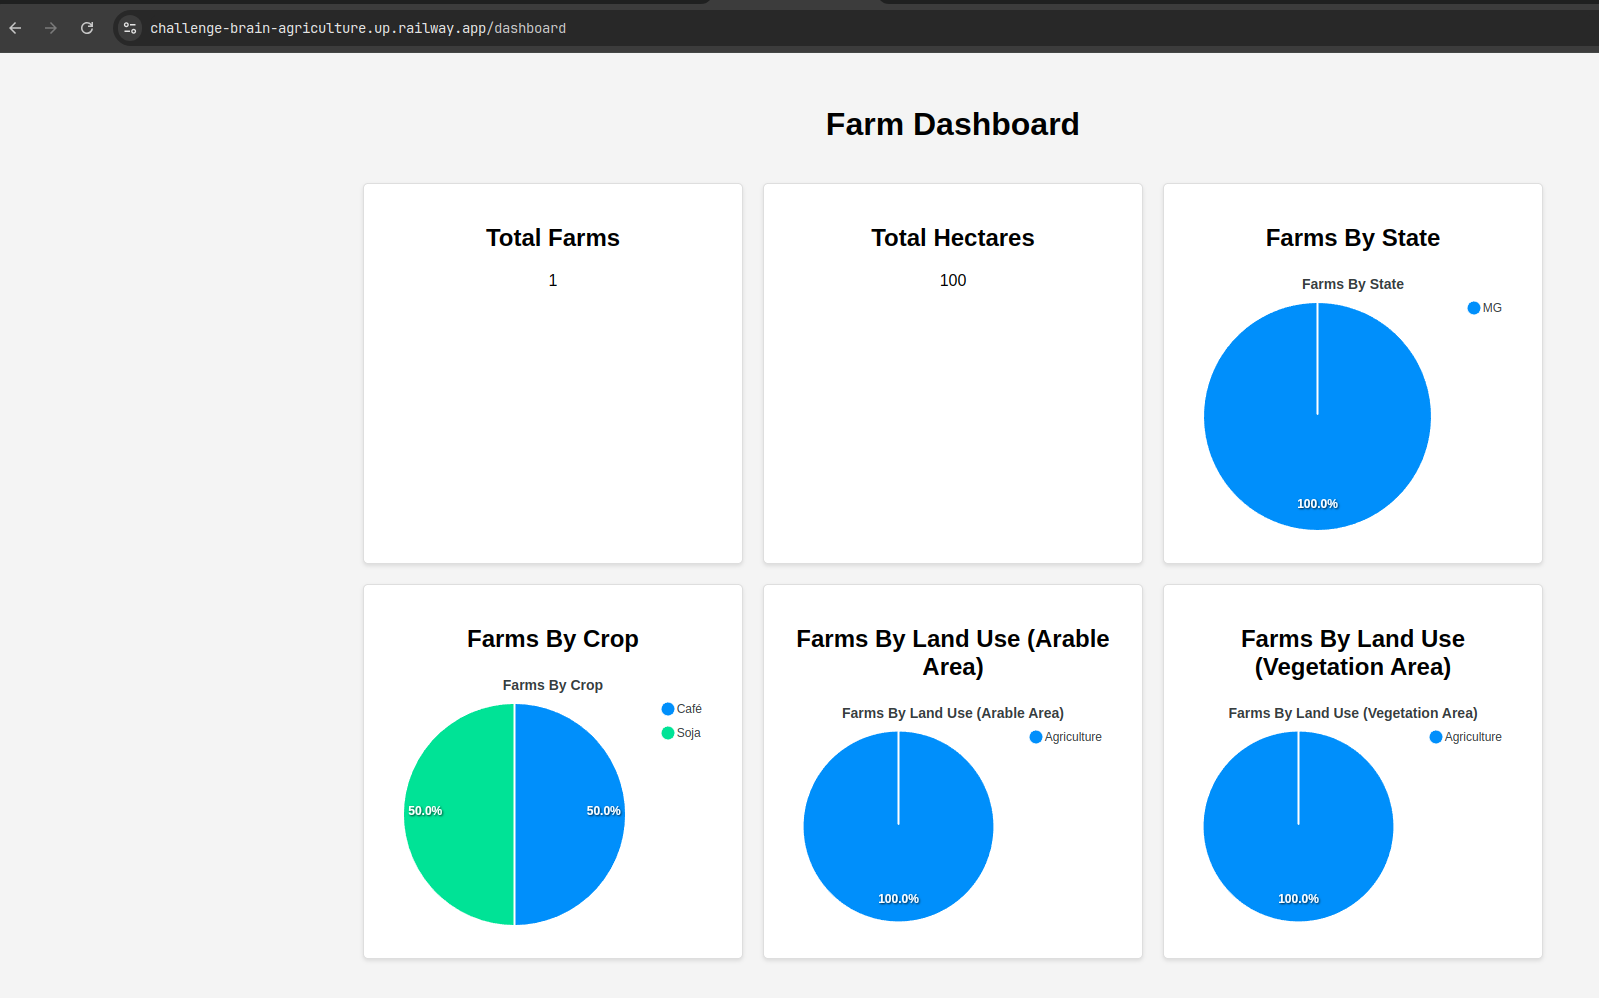 challenge-brain-agriculture.up.railway.app/dashboard
Farm Dashboard
Total Farms
1
Total Hectares
100
Farms By State
Farms By State
MG
100.0%
Farms By Crop
Farms By Crop
Café
Soja
50.0%
50.0%
Farms By Land Use (Arable
Area)
Farms By Land Use (Arable Area)
Agriculture
100.0%
Farms By Land Use
(Vegetation Area)
Farms By Land Use (Vegetation Area)
Agriculture
100.0%